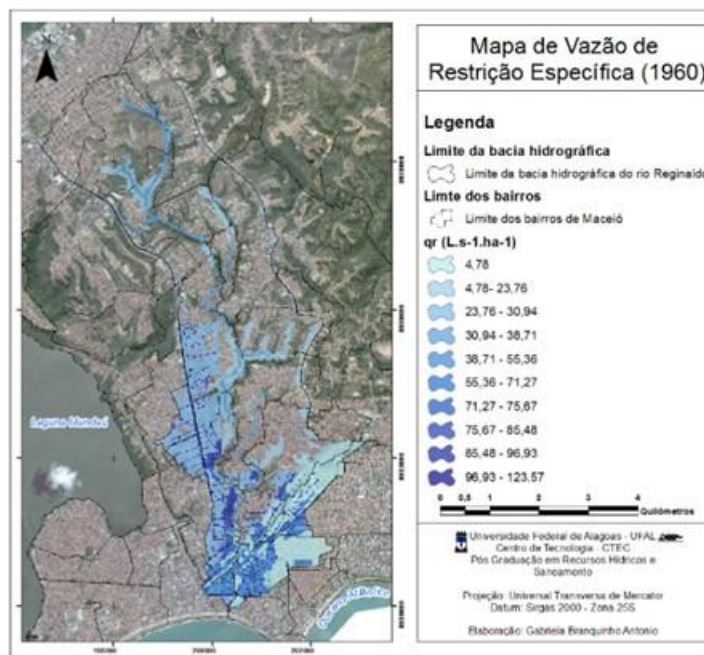 Mapa de Vazão de
Restrição Específica (1960)
Legenda
Limite da bacia hidrográfica
Limite da bacia hidrográfica do rio Reginaldo
Limte dos bairros
Limite dos bairros de Maceió
qr (L.s-1.ha-1)
4,78
4,78- 23,76
23,76 - 30,94
30,94 - 38,71
38,71 - 55,36
55,36 - 71,27
71,27 - 75,67
75,67 - 85,48
85,48 - 96,93
96,93 - 123,57
0 0,5 1 2 3 4
Quilômetros
Universidade Federal de Alagoas - UFAL
Centro de Tecnologia - CTEC
Pós Graduação em Recursos Hídricos e
Saneamento
Projeção: Universal Transversa de Mercator
Datum: Sirgas 2000 - Zona 25S
Elaboração: Gabriela Branquinho Antonio
Laguna Mundaú